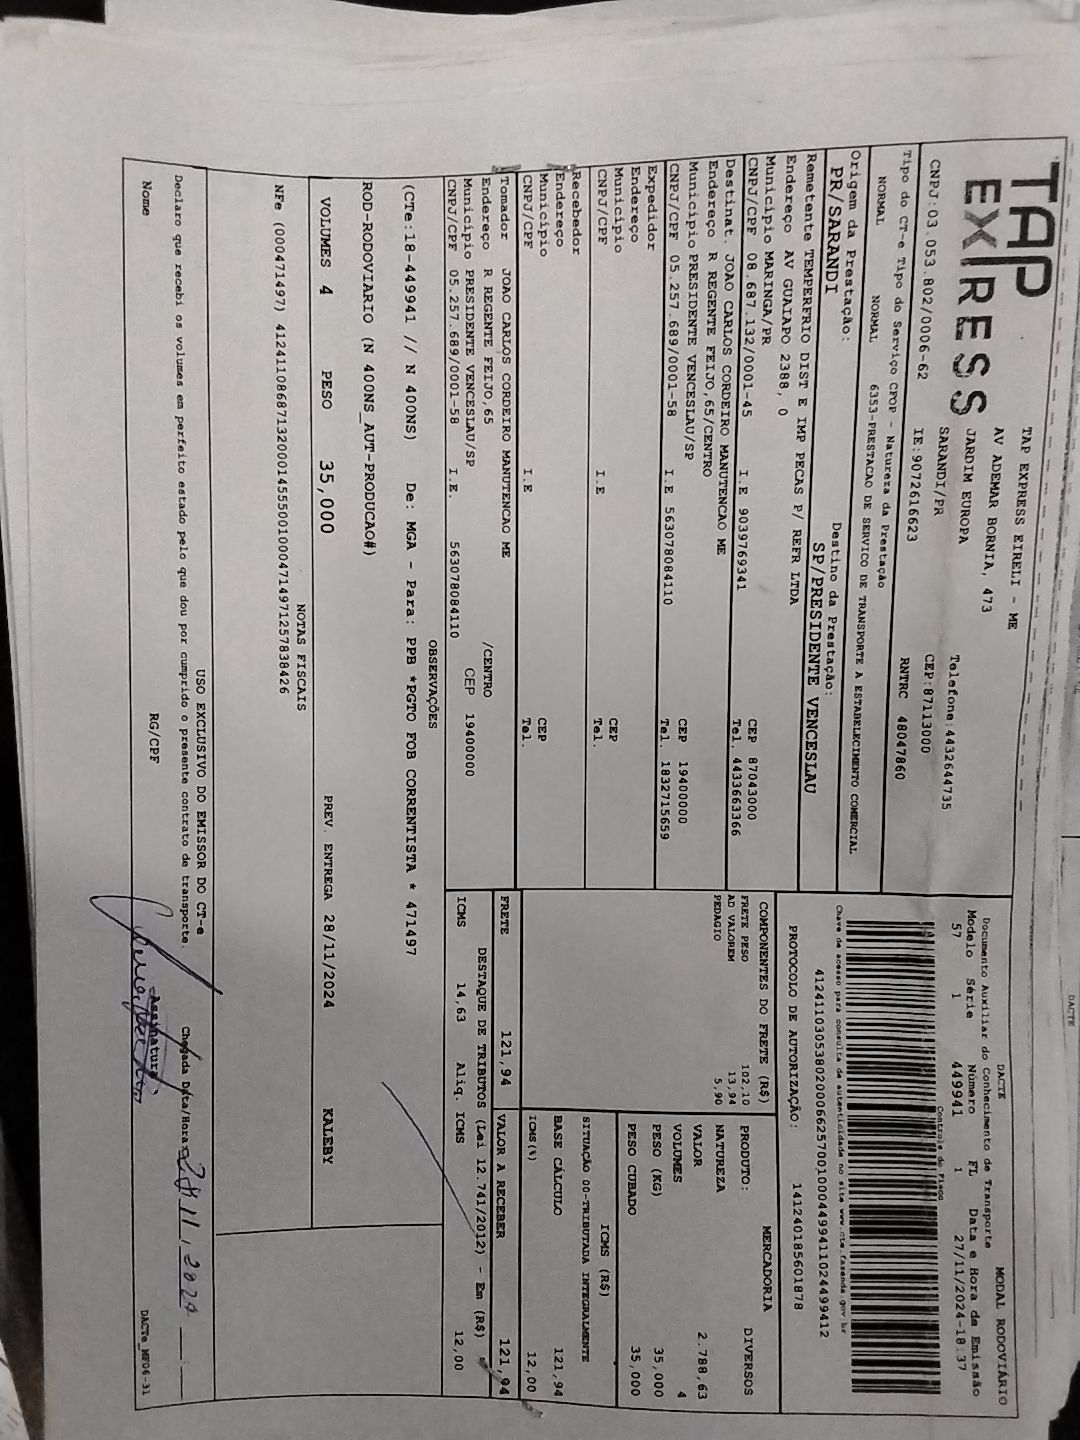 TAP EXPRESS
TAP EXPRESS EIRELI - ME
AV ADEMAR BORNIA, 473
JARDIM EUROPA
SARANDI/PR
Telefone:4432644735
CEP:87113000
CNPJ:03.053.802/0006-62 IE:9072616623 RNTRC 48047860
Tipo do CT-e Tipo do Serviço CFOP - Natureza da Prestação
NORMAL NORMAL 6353-PRESTACAO DE SERVICO DE TRANSPORTE A ESTABELECIMENTO COMERCIAL
Origem da Prestação: Destino da Prestação:
PR/SARANDI SP/PRESIDENTE VENCESLAU
DACTE MODAL RODOVIÁRIO
Documento Auxiliar do Conhecimento de Transporte
Modelo Série Número FL Data e Hora de Emissão
57 1 449941 1 27/11/2024-18:37
Controle do Fisco
Chave de acesso para consulta de autenticidade no site www.cte.fazenda.gov.br
41241103053802000662570010004499411024499412
PROTOCOLO DE AUTORIZAÇÃO: 141240185601878
Remetente TEMPERFRIO DIST E IMP PECAS P/ REFR LTDA
Endereço AV GUAIAPO 2388, 0
Município MARINGA/PR CEP 87043000
CNPJ/CPF 08.687.132/0001-45 I.E 9039769341 Tel. 4433663366
Destinat. JOAO CARLOS CORDEIRO MANUTENCAO ME
Endereço R REGENTE FEIJO,65/CENTRO
Município PRESIDENTE VENCESLAU/SP CEP 19400000
CNPJ/CPF 05.257.689/0001-58 I.E 563078084110 Tel. 1832715659
Expedidor
Endereço
Município CEP
CNPJ/CPF I.E Tel.
Recebedor
Endereço
Município CEP
CNPJ/CPF I.E Tel.
Tomador JOAO CARLOS CORDEIRO MANUTENCAO ME
Endereço R REGENTE FEIJO,65 /CENTRO
Município PRESIDENTE VENCESLAU/SP CEP 19400000
CNPJ/CPF 05.257.689/0001-58 I.E. 563078084110
COMPONENTES DO FRETE (R$)
FRETE PESO 102,10
AD VALOREM 13,94
PEDAGIO 5,90
MERCADORIA
PRODUTO: DIVERSOS
NATUREZA
VALOR 2.788,63
VOLUMES 4
PESO (KG) 35,000
PESO CUBADO 35,000
ICMS (R$)
SITUAÇÃO 00-TRIBUTADA INTEGRALMENTE
BASE CÁLCULO 121,94
ICMS(%) 12,00
FRETE 121,94 VALOR A RECEBER 121,94
DESTAQUE DE TRIBUTOS (Lei 12.741/2012) - Em (R$)
ICMS 14,63 Aliq. ICMS 12,00
OBSERVAÇÕES
(CTe:18-449941 // N 400NS) De: MGA - Para: PPB *PGTO FOB CORRENTISTA * 471497
ROD-RODOVIARIO (N 400NS_AUT-PRODUCAO#)
VOLUMES 4 PESO 35,000 PREV. ENTREGA 28/11/2024 KALEBY
NOTAS FISCAIS
NFe (000471497) 41241108687132000145550010004714971257838426
USO EXCLUSIVO DO EMISSOR DO CT-e
Declaro que recebi os volumes em perfeito estado pelo que dou por cumprido o presente contrato de transporte.
Chegada Data/Hora 28 11, 2024
Nome RG/CPF Assinatura
DACTe_MF06-31
DACTE